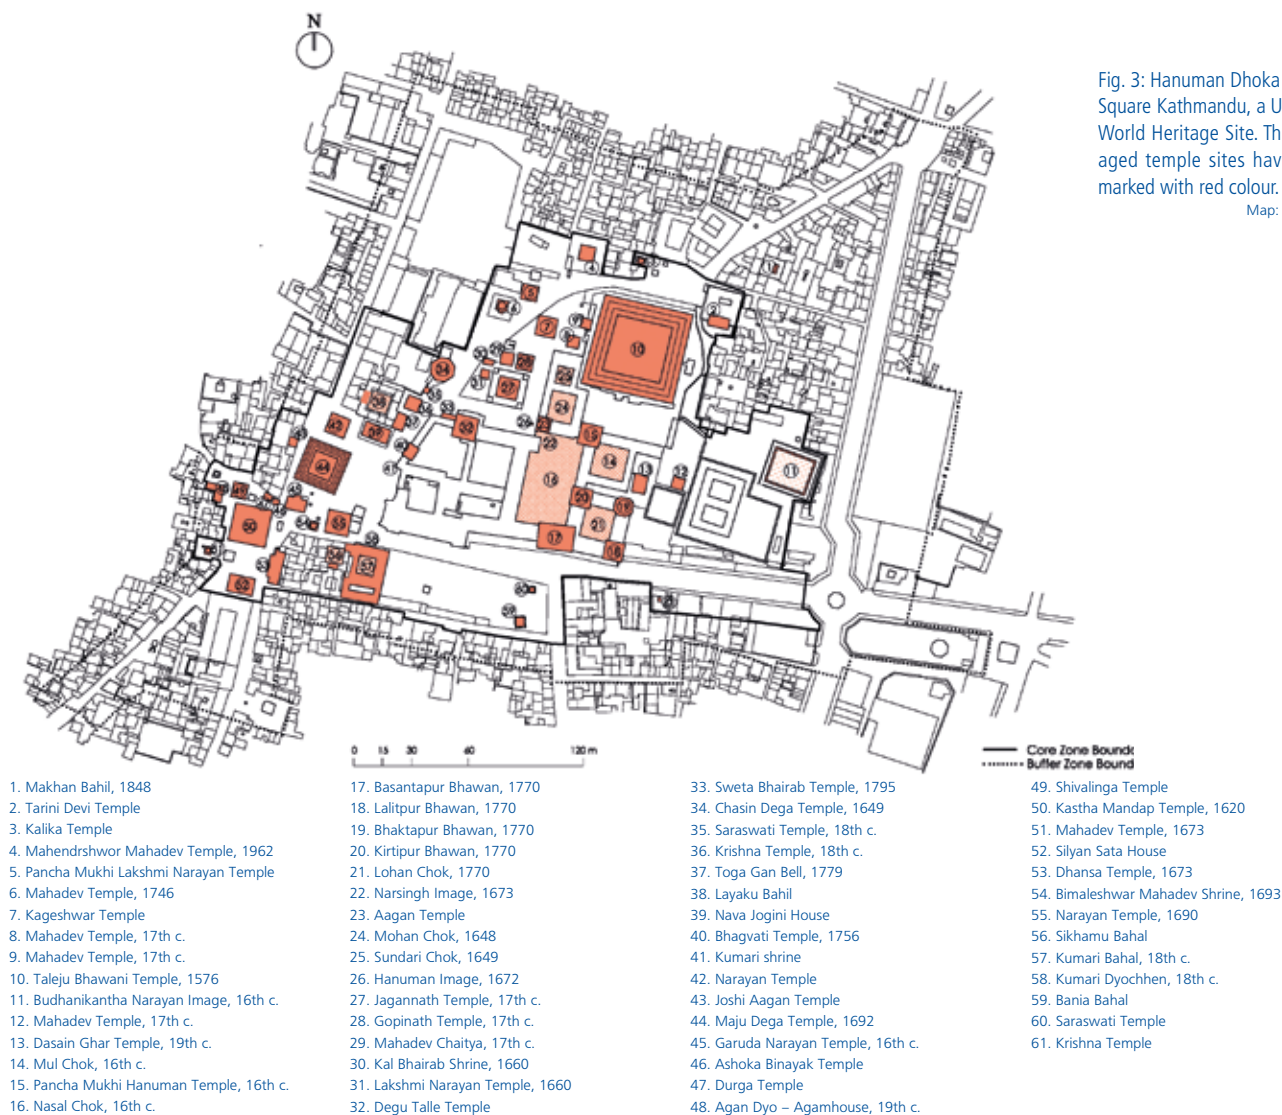 N
Fig. 3: Hanuman Dhoka
Square Kathmandu, a U
World Heritage Site. Th
aged temple sites hav
marked with red colour.
Map:
0 15 30 60 120 m
Core Zone Bounda
Buffer Zone Bound
1. Makhan Bahil, 1848
2. Tarini Devi Temple
3. Kalika Temple
4. Mahendrshwor Mahadev Temple, 1962
5. Pancha Mukhi Lakshmi Narayan Temple
6. Mahadev Temple, 1746
7. Kageshwar Temple
8. Mahadev Temple, 17th c.
9. Mahadev Temple, 17th c.
10. Taleju Bhawani Temple, 1576
11. Budhanikantha Narayan Image, 16th c.
12. Mahadev Temple, 17th c.
13. Dasain Ghar Temple, 19th c.
14. Mul Chok, 16th c.
15. Pancha Mukhi Hanuman Temple, 16th c.
16. Nasal Chok, 16th c.
17. Basantapur Bhawan, 1770
18. Lalitpur Bhawan, 1770
19. Bhaktapur Bhawan, 1770
20. Kirtipur Bhawan, 1770
21. Lohan Chok, 1770
22. Narsingh Image, 1673
23. Aagan Temple
24. Mohan Chok, 1648
25. Sundari Chok, 1649
26. Hanuman Image, 1672
27. Jagannath Temple, 17th c.
28. Gopinath Temple, 17th c.
29. Mahadev Chaitya, 17th c.
30. Kal Bhairab Shrine, 1660
31. Lakshmi Narayan Temple, 1660
32. Degu Talle Temple
33. Sweta Bhairab Temple, 1795
34. Chasin Dega Temple, 1649
35. Saraswati Temple, 18th c.
36. Krishna Temple, 18th c.
37. Toga Gan Bell, 1779
38. Layaku Bahil
39. Nava Jogini House
40. Bhagvati Temple, 1756
41. Kumari shrine
42. Narayan Temple
43. Joshi Aagan Temple
44. Maju Dega Temple, 1692
45. Garuda Narayan Temple, 16th c.
46. Ashoka Binayak Temple
47. Durga Temple
48. Agan Dyo – Agamhouse, 19th c.
49. Shivalinga Temple
50. Kastha Mandap Temple, 1620
51. Mahadev Temple, 1673
52. Silyan Sata House
53. Dhansa Temple, 1673
54. Bimaleshwar Mahadev Shrine, 1693
55. Narayan Temple, 1690
56. Sikhamu Bahal
57. Kumari Bahal, 18th c.
58. Kumari Dyochhen, 18th c.
59. Bania Bahal
60. Saraswati Temple
61. Krishna Temple